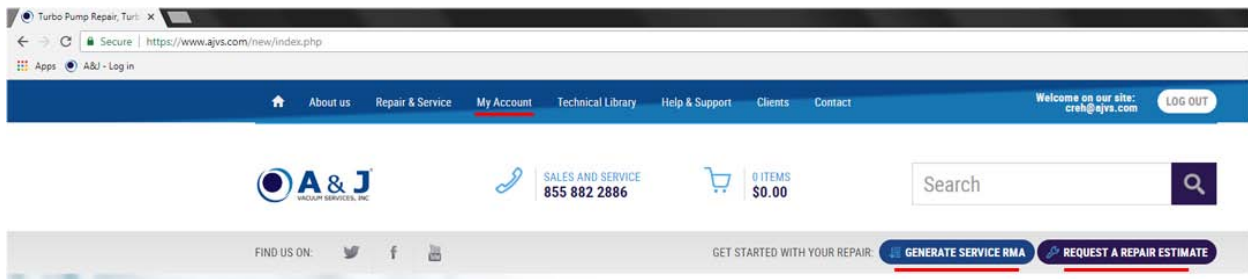 Turbo Pump Repair, Turb
Secure | https://www.ajvs.com/new/index.php
Apps A&J - Log in
About us Repair & Service My Account Technical Library Help & Support Clients Contact
Welcome on our site:
creh@ajvs.com
LOG OUT
A & J
VACUUM SERVICES, INC
SALES AND SERVICE
855 882 2886
0 ITEMS
$0.00
Search
FIND US ON: GET STARTED WITH YOUR REPAIR: GENERATE SERVICE RMA REQUEST A REPAIR ESTIMATE